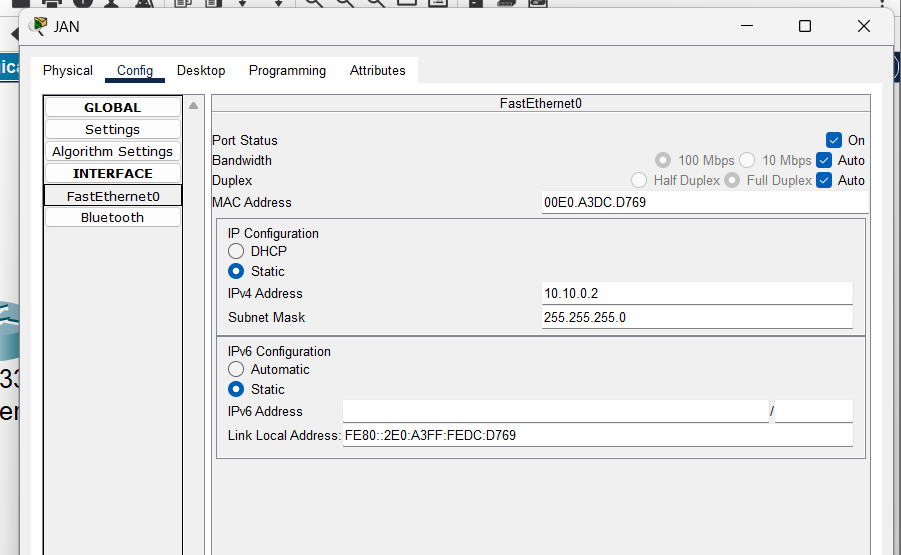 JAN
Physical Config Desktop Programming Attributes
GLOBAL
Settings
Algorithm Settings
INTERFACE
FastEthernet0
Bluetooth
FastEthernet0
Port Status On
Bandwidth 100 Mbps 10 Mbps Auto
Duplex Half Duplex Full Duplex Auto
MAC Address 00E0.A3DC.D769
IP Configuration
DHCP
Static
IPv4 Address 10.10.0.2
Subnet Mask 255.255.255.0
IPv6 Configuration
Automatic
Static
IPv6 Address /
Link Local Address: FE80::2E0:A3FF:FEDC:D769